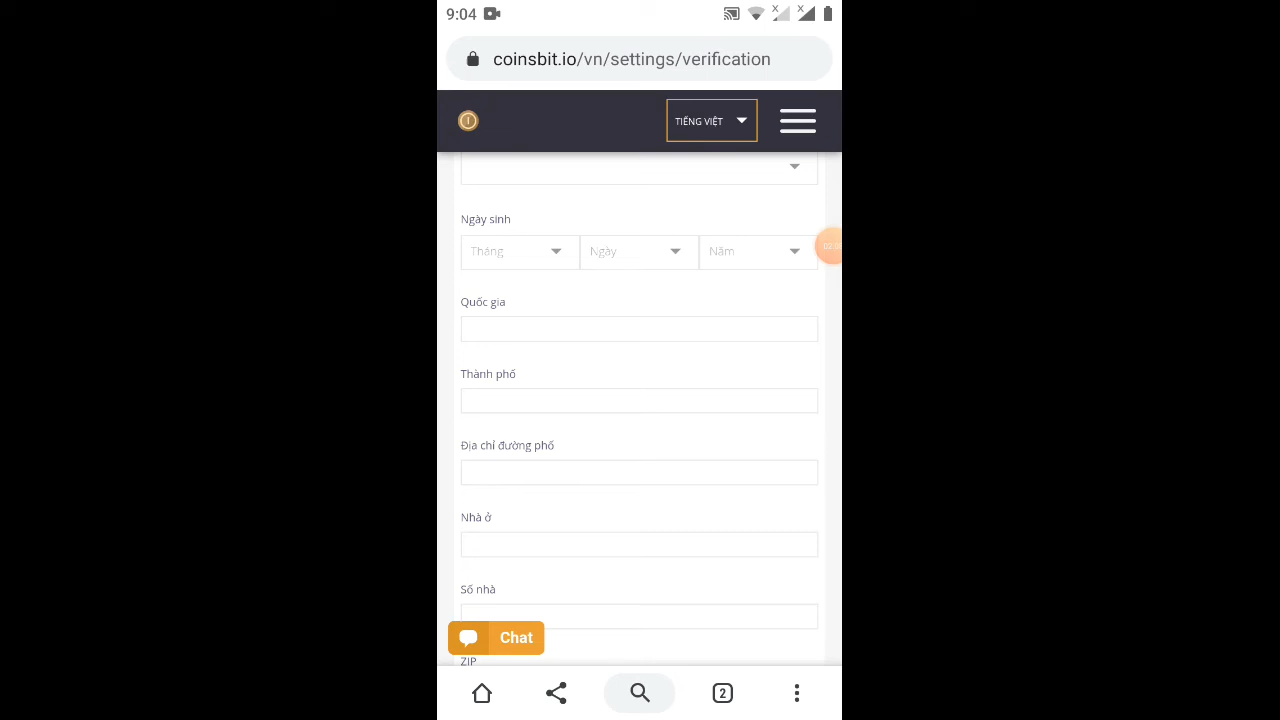 9:04
coinsbit.io/vn/settings/verification
TIẾNG VIỆT
Ngày sinh
Tháng Ngày Năm
Quốc gia
Thành phố
Địa chỉ đường phố
Nhà ở
Số nhà
Chat
ZIP
2